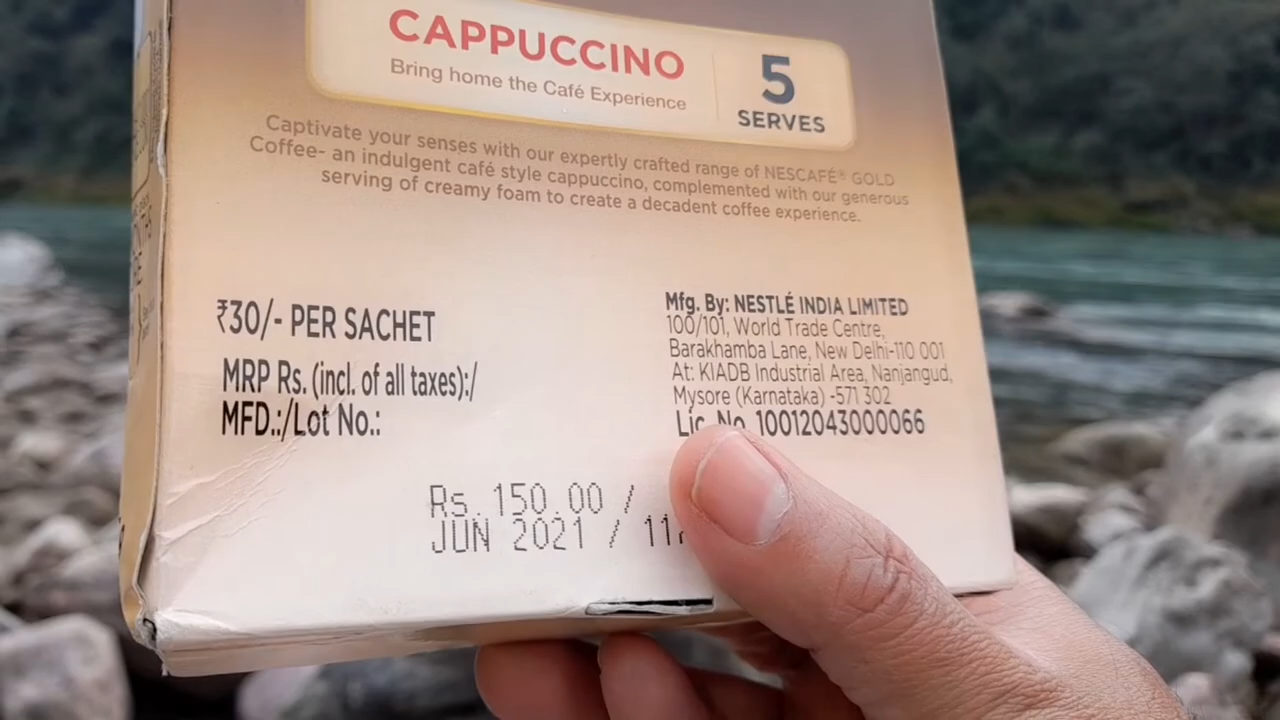 CAPPUCCINO
Bring home the Café Experience
5
SERVES
Captivate your senses with our expertly crafted range of NESCAFÉ® GOLD
Coffee- an indulgent café style cappuccino, complemented with our generous
serving of creamy foam to create a decadent coffee experience.
₹30/- PER SACHET
MRP Rs. (incl. of all taxes):/
MFD.:/Lot No.:
Mfg. By: NESTLÉ INDIA LIMITED
100/101, World Trade Centre,
Barakhamba Lane, New Delhi-110 001
At: KIADB Industrial Area, Nanjangud,
Mysore (Karnataka) -571 302
Lic. No. 10012043000066
Rs. 150.00 /
JUN 2021 / 11